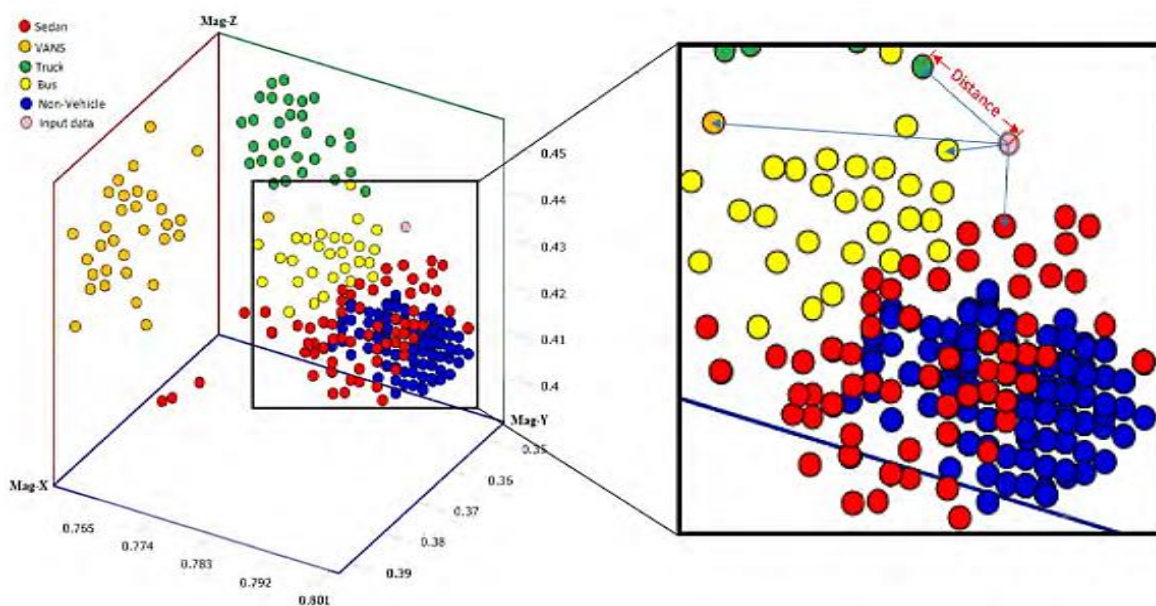 Sedan
VANS
Truck
Bus
Non-Vehicle
Input data
Mag-Z
Distance
0.45
0.44
0.43
0.42
0.41
0.4
Mag-Y
0.35
0.36
0.37
0.38
0.39
Mag-X
0.765
0.774
0.783
0.792
0.801